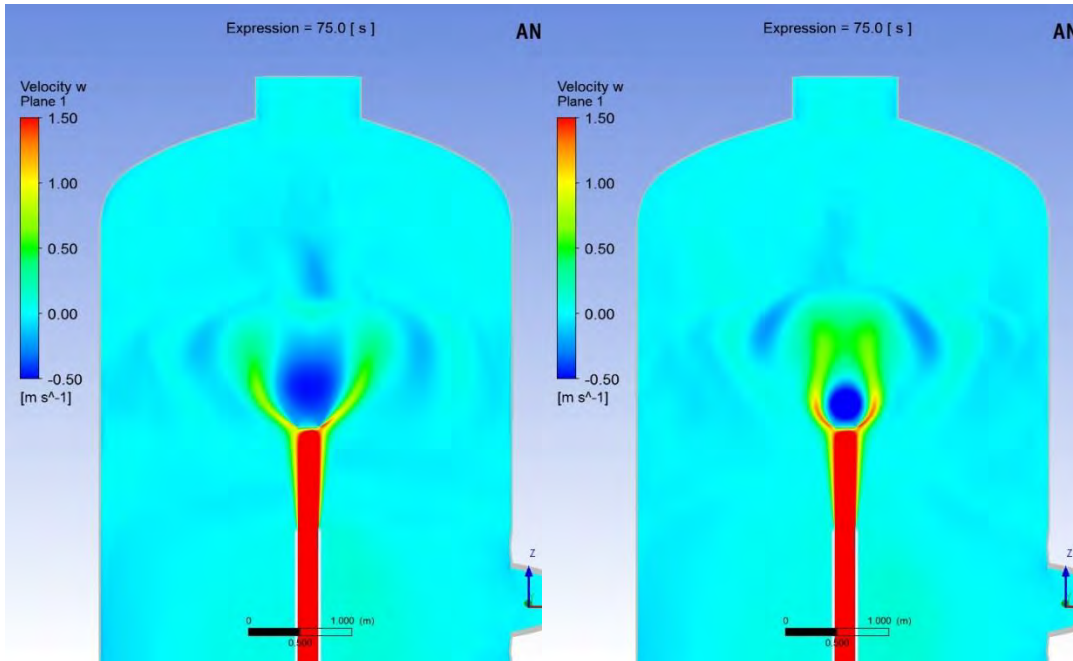 Expression = 75.0 [ s ]
AN
Velocity w
Plane 1
1.50
1.00
0.50
0.00
-0.50
[m s^-1]
Z
0
1.000 (m)
0.500
Expression = 75.0 [ s ]
AN
Velocity w
Plane 1
1.50
1.00
0.50
0.00
-0.50
[m s^-1]
Z
0
1.000 (m)
0.500